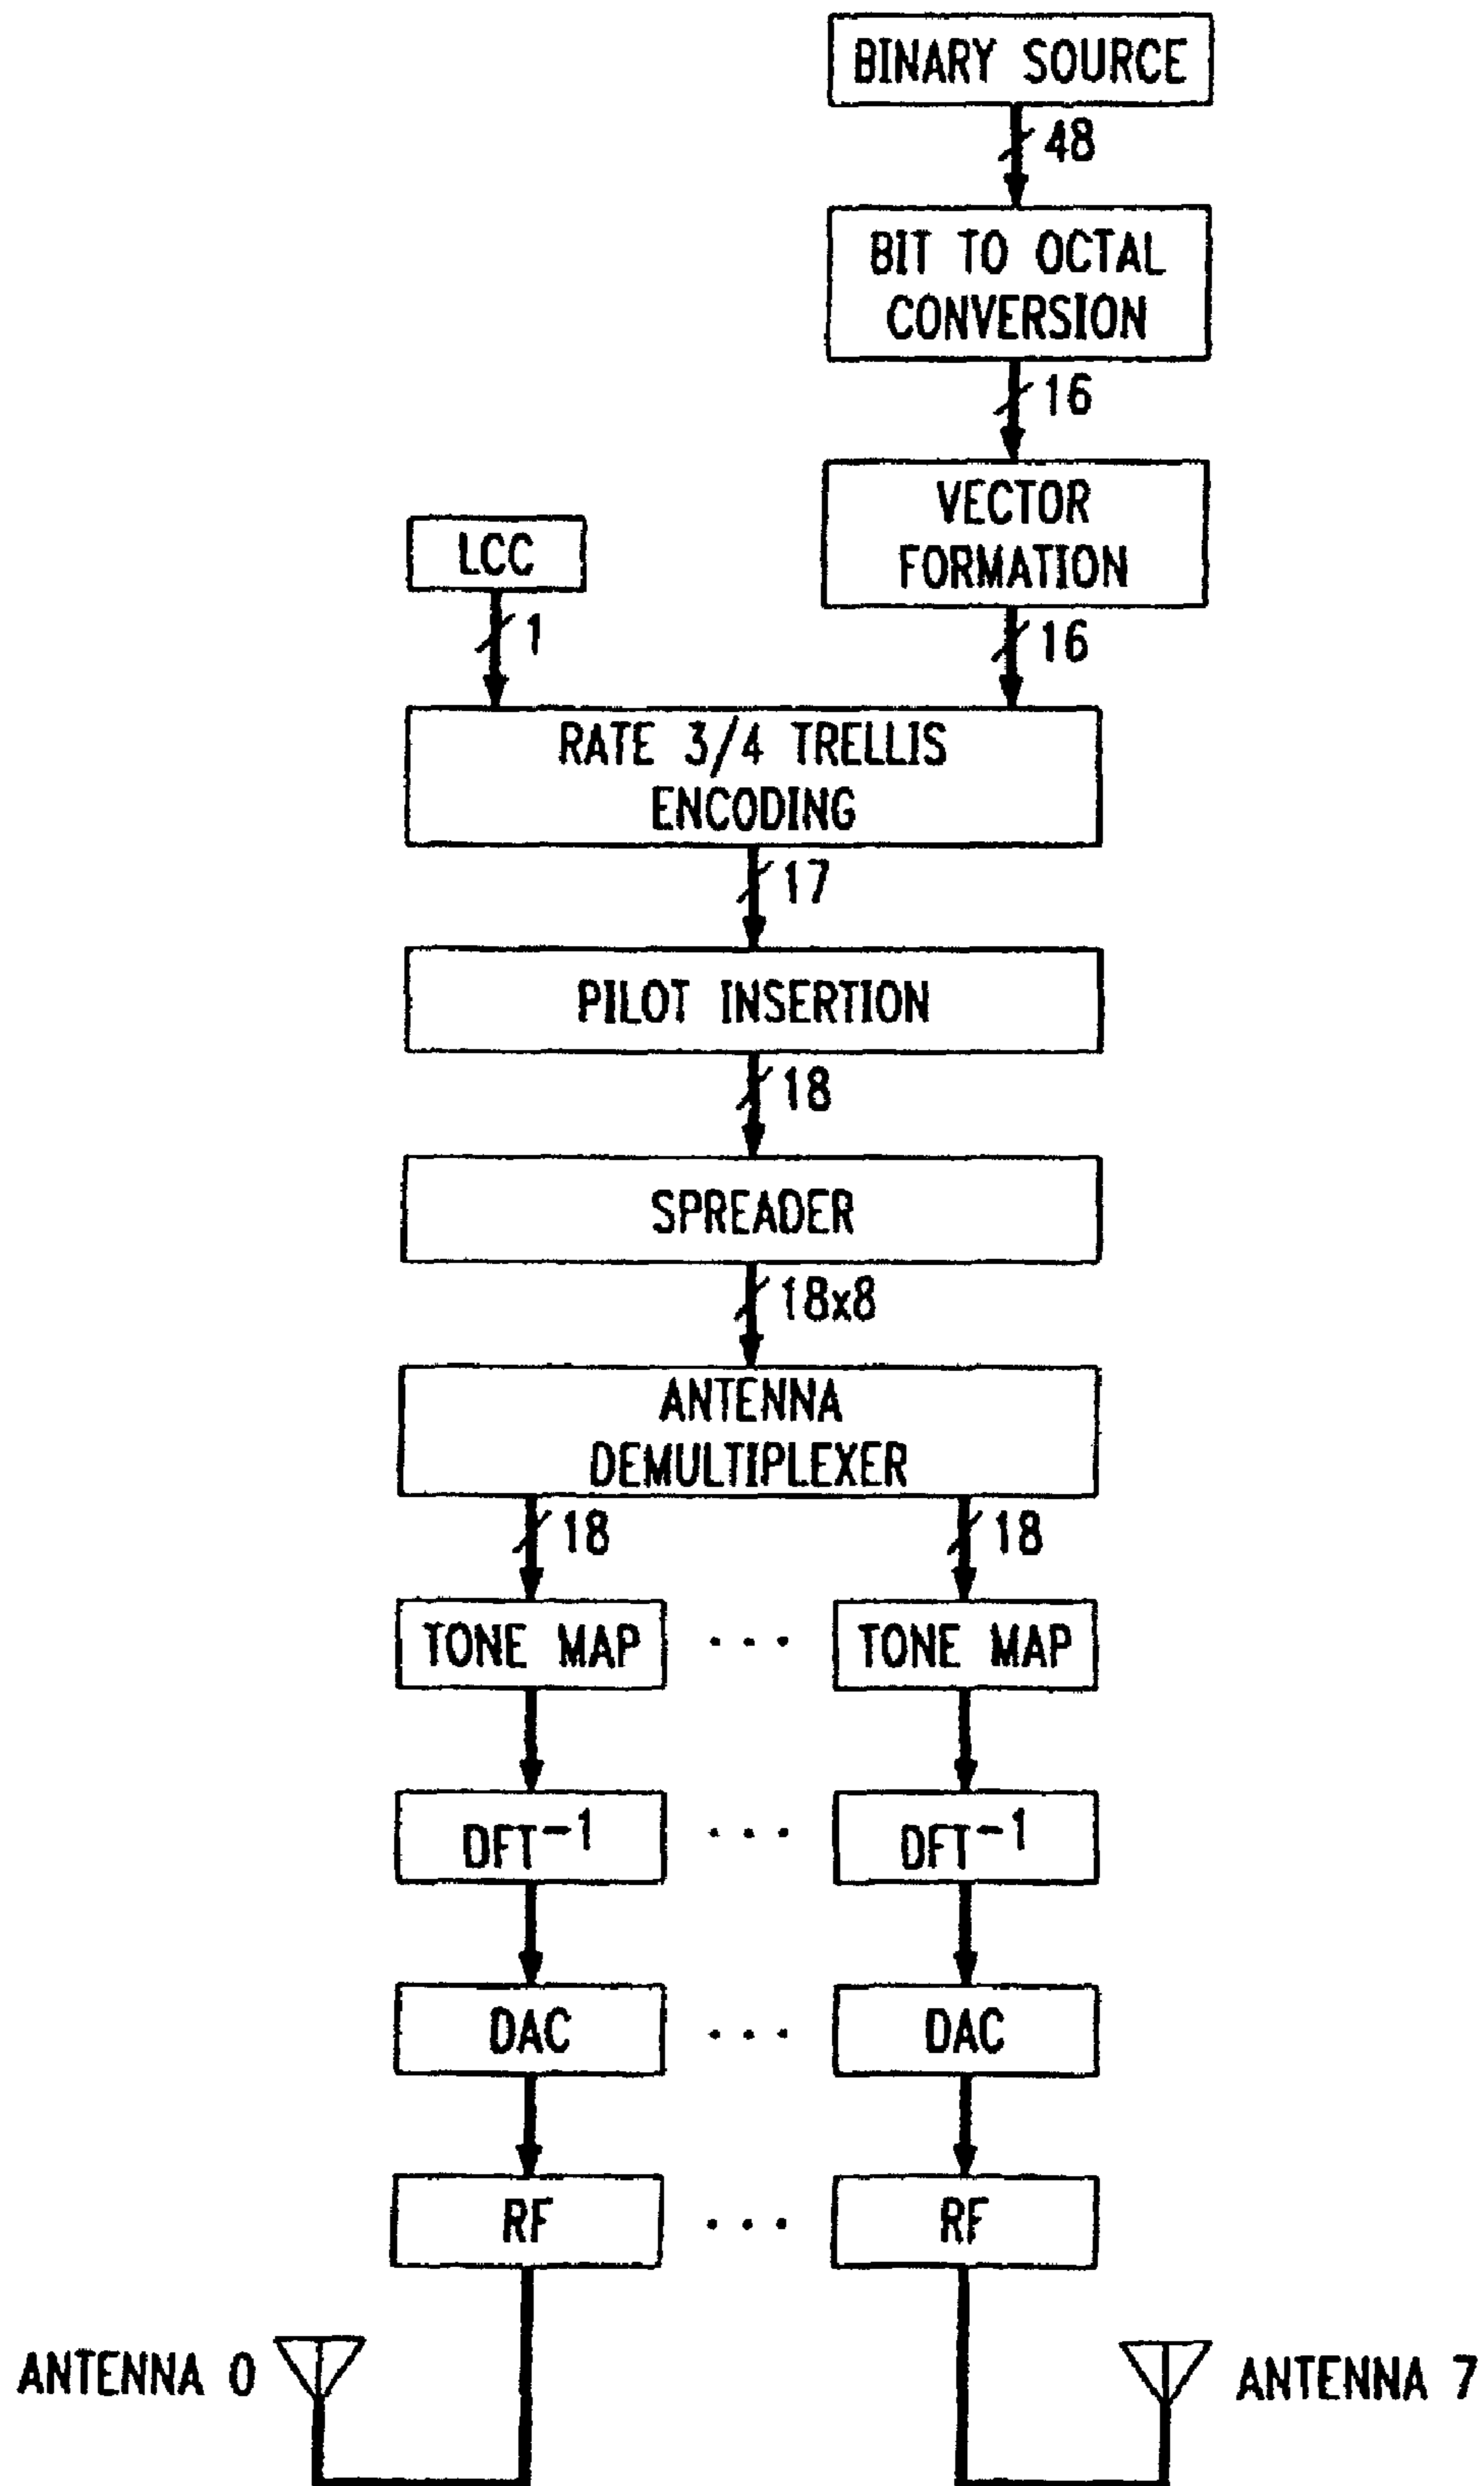 BINARY SOURCE
48
BIT TO OCTAL
CONVERSION
16
VECTOR
FORMATION
LCC
1
16
RATE 3/4 TRELLIS
ENCODING
17
PILOT INSERTION
18
SPREADER
18x8
ANTENNA
DEMULTIPLEXER
18 18
TONE MAP ... TONE MAP
DFT⁻¹ ... DFT⁻¹
DAC ... DAC
RF ... RF
ANTENNA 0 ANTENNA 7